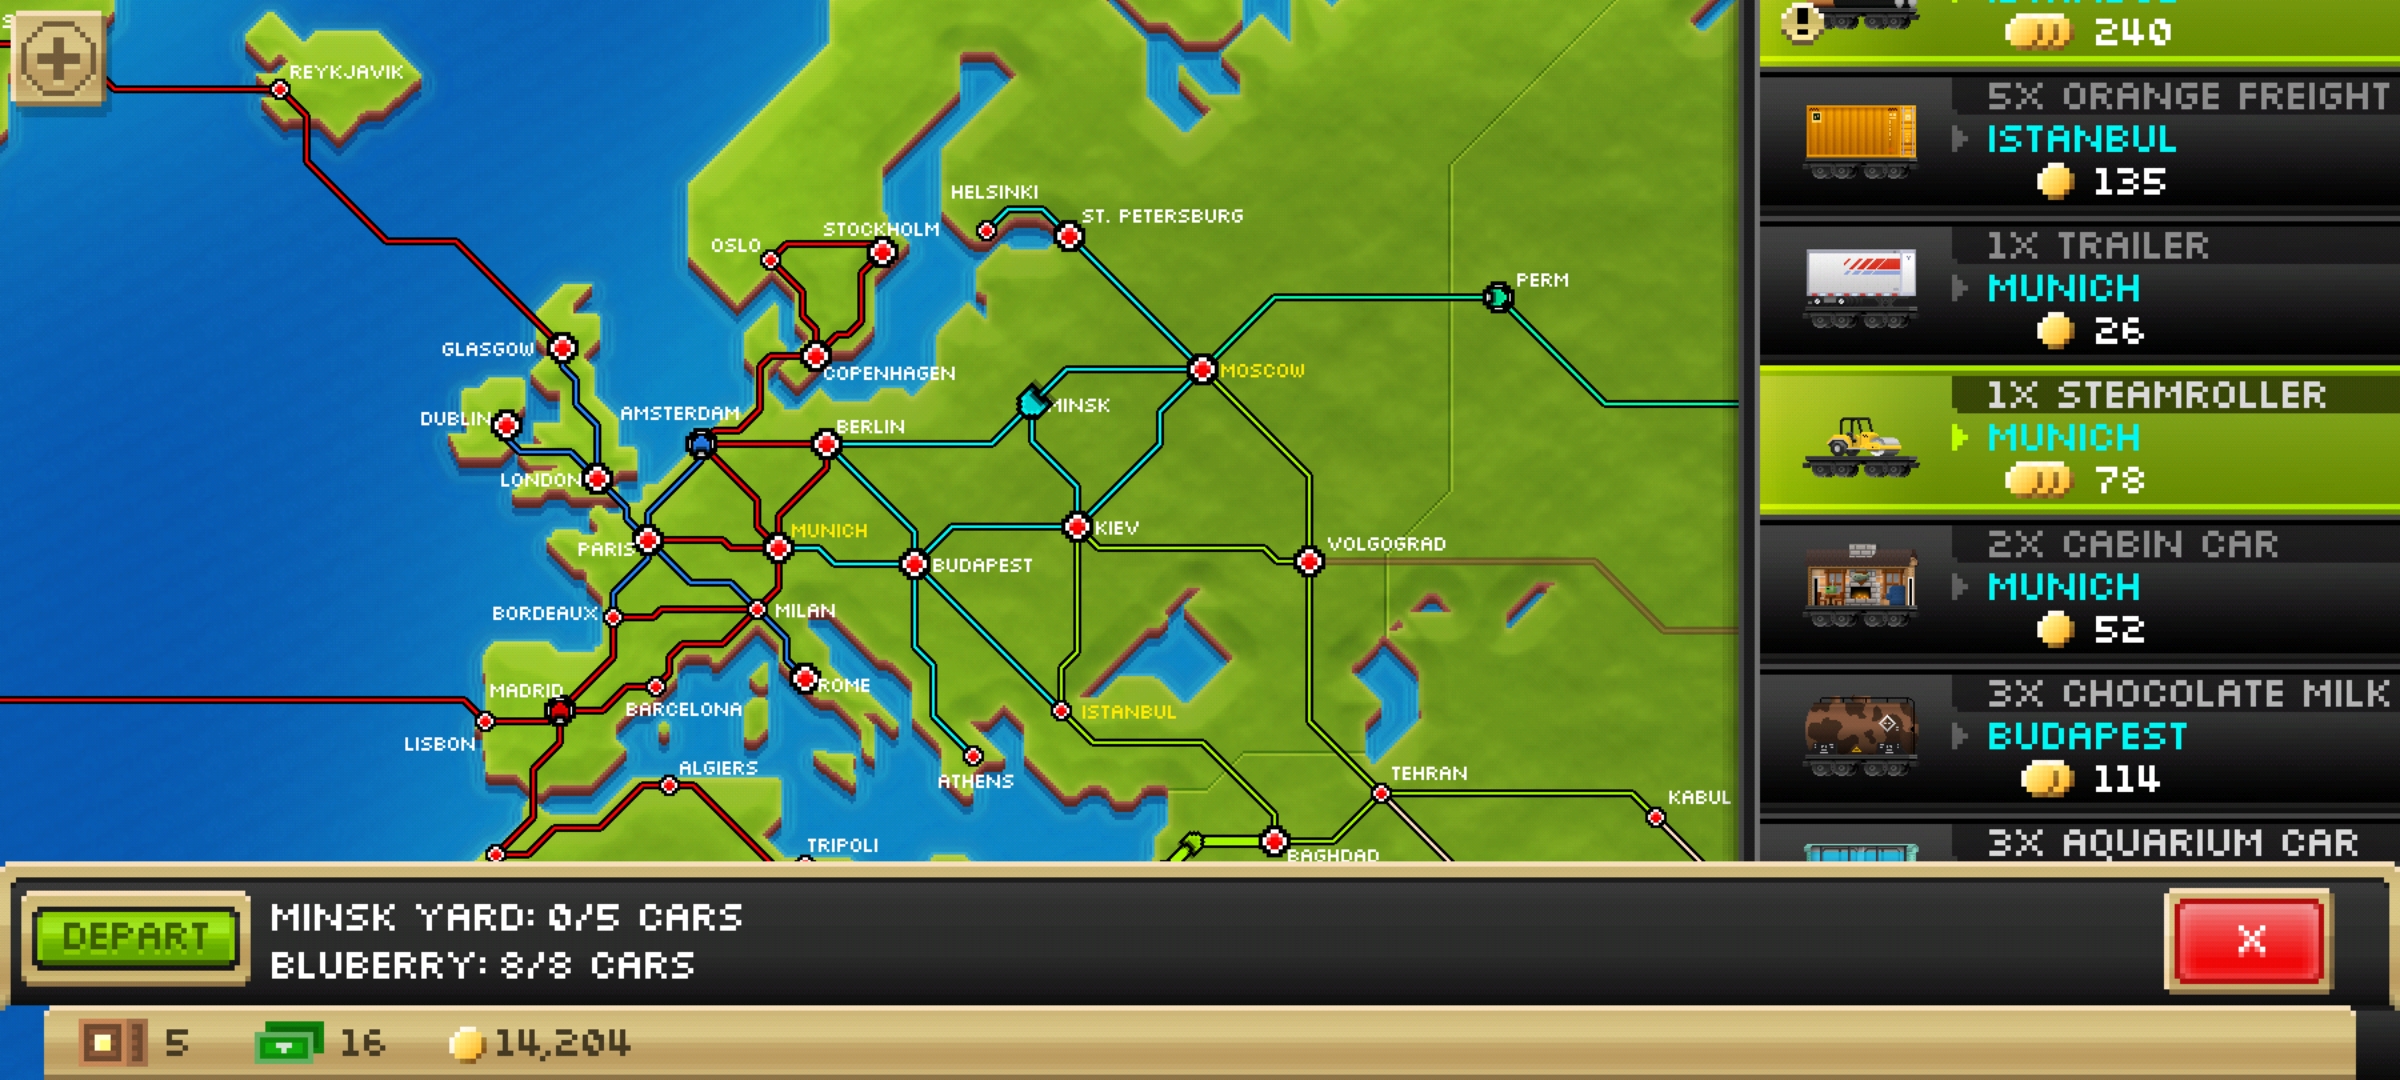 REYKJAVIK
HELSINKI
ST. PETERSBURG
STOCKHOLM
OSLO
PERM
GLASGOW
COPENHAGEN
MOSCOW
DUBLIN
AMSTERDAM
BERLIN
MINSK
LONDON
PARIS
MUNICH
KIEV
VOLGOGRAD
BUDAPEST
BORDEAUX
MILAN
MADRID
ROME
BARCELONA
ISTANBUL
LISBON
ALGIERS
ATHENS
TEHRAN
KABUL
TRIPOLI
BAGHDAD
240
5X ORANGE FREIGHT
ISTANBUL
135
1X TRAILER
MUNICH
26
1X STEAMROLLER
MUNICH
78
2X CABIN CAR
MUNICH
52
3X CHOCOLATE MILK
BUDAPEST
114
3X AQUARIUM CAR
DEPART
MINSK YARD: 0/5 CARS
BLUBERRY: 8/8 CARS
X
5
16
14,204